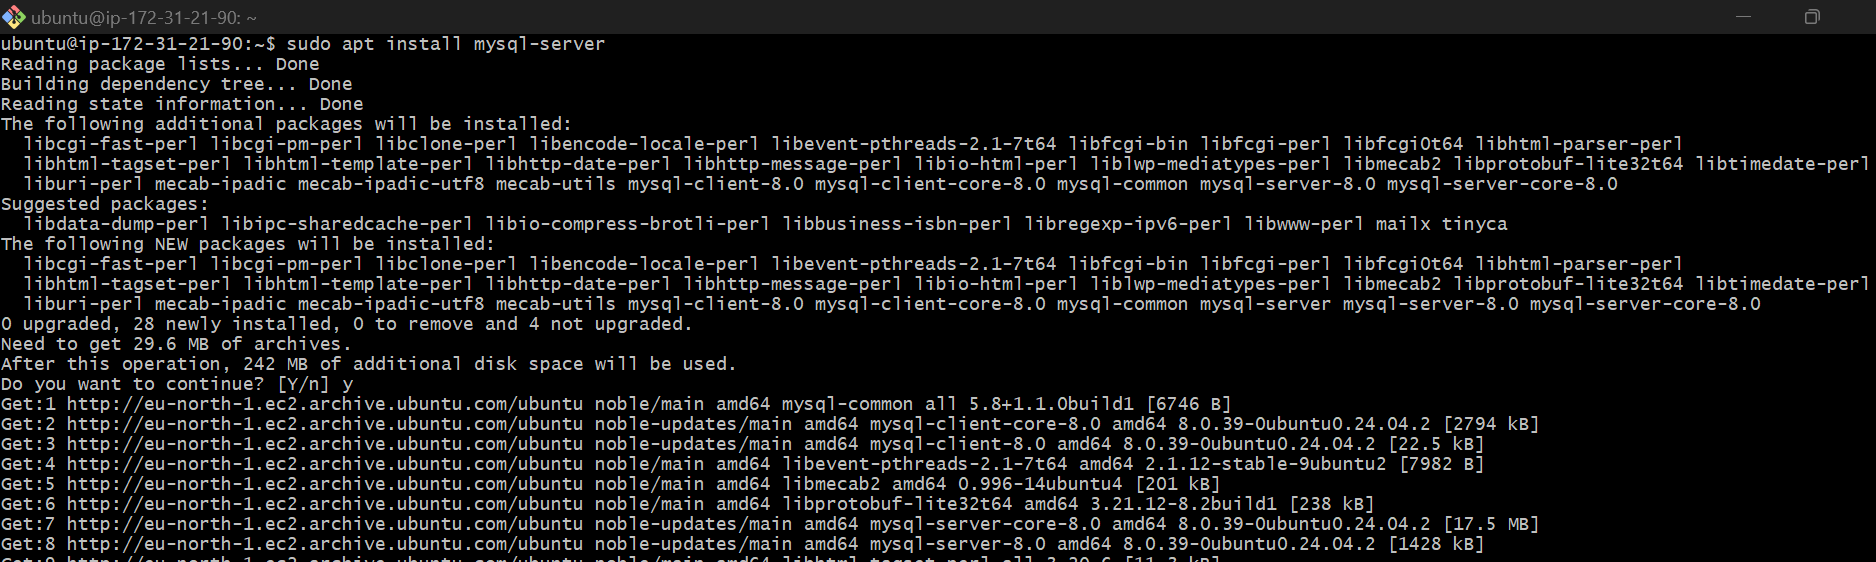 ubuntu@ip-172-31-21-90: ~
ubuntu@ip-172-31-21-90:~$ sudo apt install mysql-server
Reading package lists... Done
Building dependency tree... Done
Reading state information... Done
The following additional packages will be installed:
  libcgi-fast-perl libcgi-pm-perl libclone-perl libencode-locale-perl libevent-pthreads-2.1-7t64 libfcgi-bin libfcgi-perl libfcgi0t64 libhtml-parser-perl
  libhtml-tagset-perl libhtml-template-perl libhttp-date-perl libhttp-message-perl libio-html-perl liblwp-mediatypes-perl libmecab2 libprotobuf-lite32t64 libtimedate-perl
  liburi-perl mecab-ipadic mecab-ipadic-utf8 mecab-utils mysql-client-8.0 mysql-client-core-8.0 mysql-common mysql-server-8.0 mysql-server-core-8.0
Suggested packages:
  libdata-dump-perl libipc-sharedcache-perl libio-compress-brotli-perl libbusiness-isbn-perl libregexp-ipv6-perl libwww-perl mailx tinyca
The following NEW packages will be installed:
  libcgi-fast-perl libcgi-pm-perl libclone-perl libencode-locale-perl libevent-pthreads-2.1-7t64 libfcgi-bin libfcgi-perl libfcgi0t64 libhtml-parser-perl
  libhtml-tagset-perl libhtml-template-perl libhttp-date-perl libhttp-message-perl libio-html-perl liblwp-mediatypes-perl libmecab2 libprotobuf-lite32t64 libtimedate-perl
  liburi-perl mecab-ipadic mecab-ipadic-utf8 mecab-utils mysql-client-8.0 mysql-client-core-8.0 mysql-common mysql-server mysql-server-8.0 mysql-server-core-8.0
0 upgraded, 28 newly installed, 0 to remove and 4 not upgraded.
Need to get 29.6 MB of archives.
After this operation, 242 MB of additional disk space will be used.
Do you want to continue? [Y/n] y
Get:1 http://eu-north-1.ec2.archive.ubuntu.com/ubuntu noble/main amd64 mysql-common all 5.8+1.1.0build1 [6746 B]
Get:2 http://eu-north-1.ec2.archive.ubuntu.com/ubuntu noble-updates/main amd64 mysql-client-core-8.0 amd64 8.0.39-0ubuntu0.24.04.2 [2794 kB]
Get:3 http://eu-north-1.ec2.archive.ubuntu.com/ubuntu noble-updates/main amd64 mysql-client-8.0 amd64 8.0.39-0ubuntu0.24.04.2 [22.5 kB]
Get:4 http://eu-north-1.ec2.archive.ubuntu.com/ubuntu noble/main amd64 libevent-pthreads-2.1-7t64 amd64 2.1.12-stable-9ubuntu2 [7982 B]
Get:5 http://eu-north-1.ec2.archive.ubuntu.com/ubuntu noble/main amd64 libmecab2 amd64 0.996-14ubuntu4 [201 kB]
Get:6 http://eu-north-1.ec2.archive.ubuntu.com/ubuntu noble/main amd64 libprotobuf-lite32t64 amd64 3.21.12-8.2build1 [238 kB]
Get:7 http://eu-north-1.ec2.archive.ubuntu.com/ubuntu noble-updates/main amd64 mysql-server-core-8.0 amd64 8.0.39-0ubuntu0.24.04.2 [17.5 MB]
Get:8 http://eu-north-1.ec2.archive.ubuntu.com/ubuntu noble-updates/main amd64 mysql-server-8.0 amd64 8.0.39-0ubuntu0.24.04.2 [1428 kB]